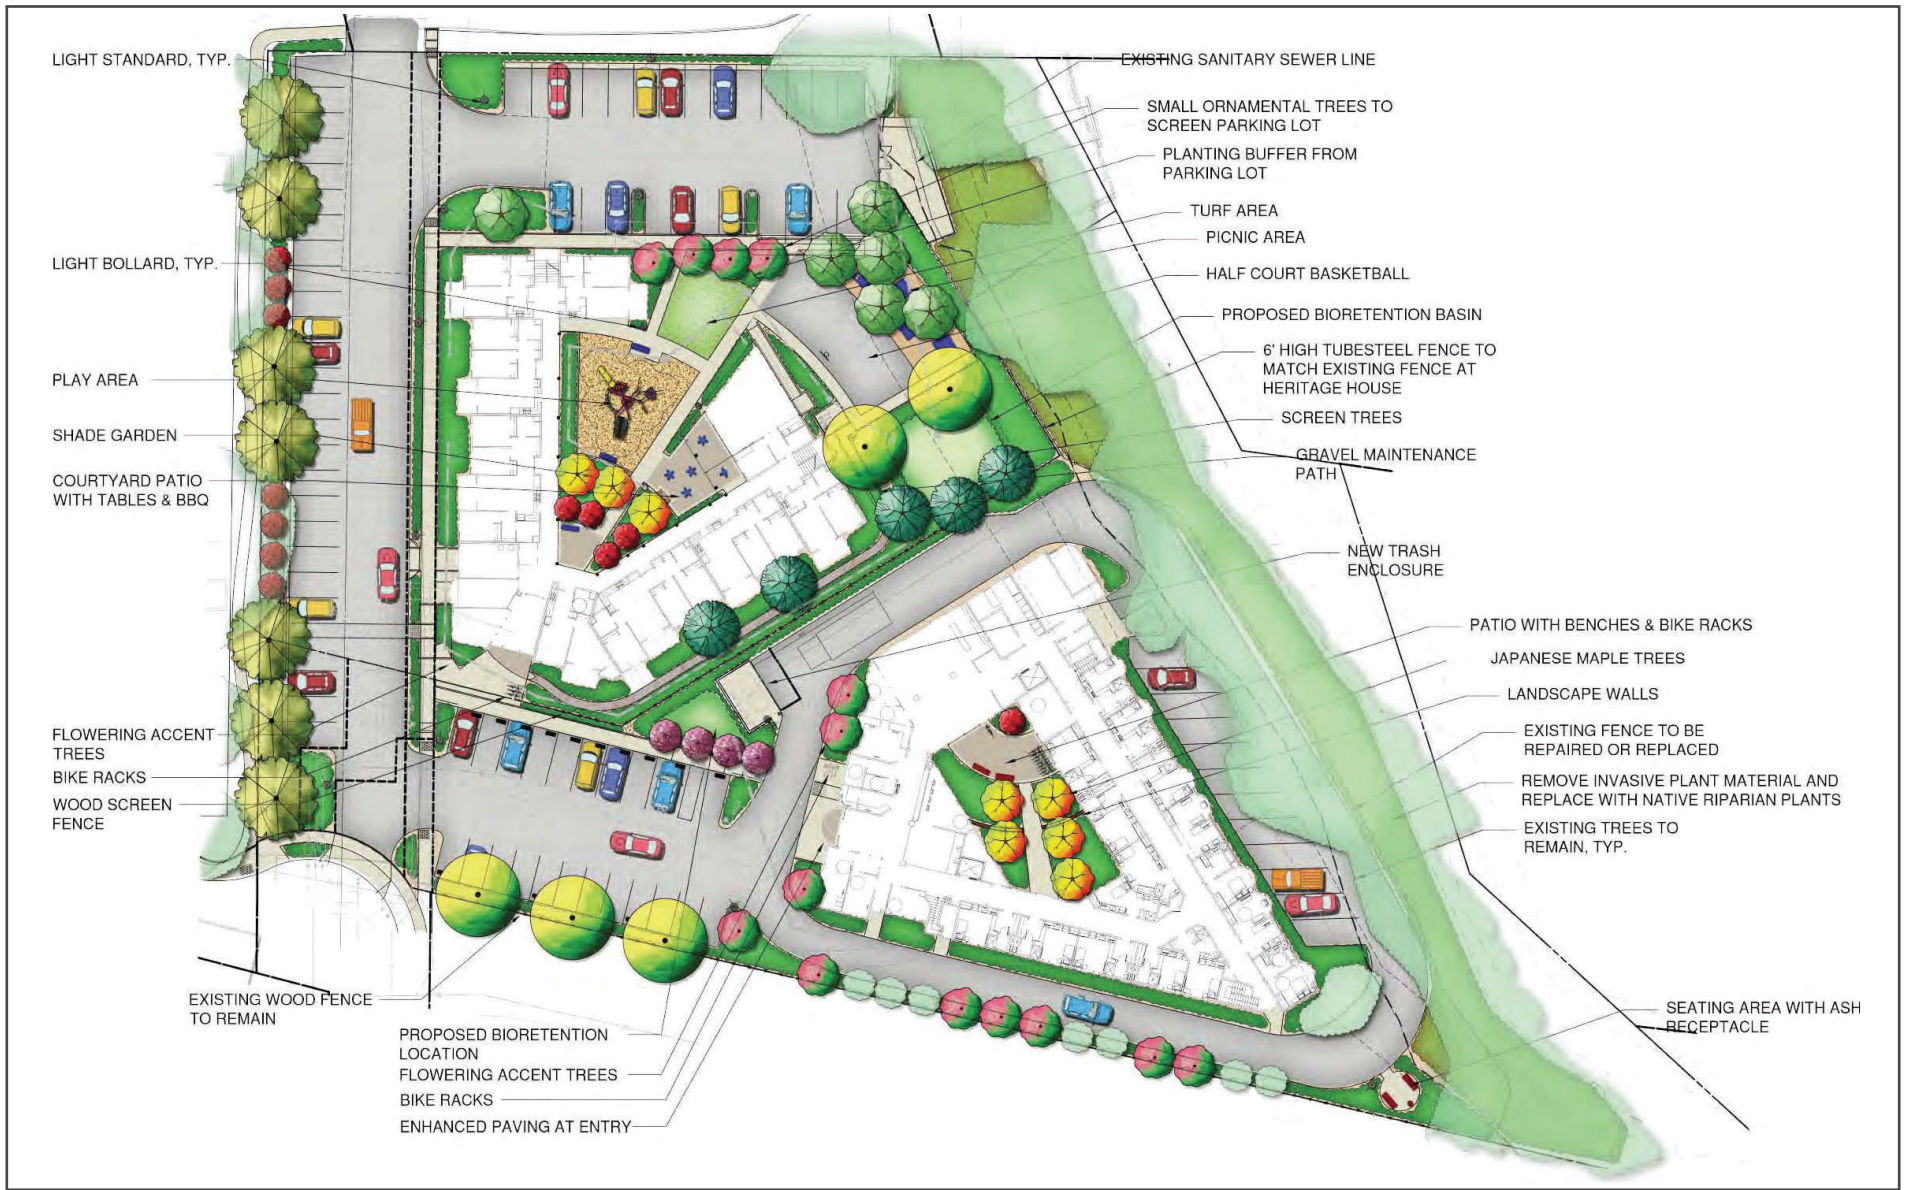 LIGHT STANDARD, TYP.
LIGHT BOLLARD, TYP.
PLAY AREA
SHADE GARDEN
COURTYARD PATIO
WITH TABLES & BBQ
FLOWERING ACCENT
TREES
BIKE RACKS
WOOD SCREEN
FENCE
EXISTING WOOD FENCE
TO REMAIN
PROPOSED BIORETENTION
LOCATION
FLOWERING ACCENT TREES
BIKE RACKS
ENHANCED PAVING AT ENTRY
EXISTING SANITARY SEWER LINE
SMALL ORNAMENTAL TREES TO
SCREEN PARKING LOT
PLANTING BUFFER FROM
PARKING LOT
TURF AREA
PICNIC AREA
HALF COURT BASKETBALL
PROPOSED BIORETENTION BASIN
6' HIGH TUBESTEEL FENCE TO
MATCH EXISTING FENCE AT
HERITAGE HOUSE
SCREEN TREES
GRAVEL MAINTENANCE
PATH
NEW TRASH
ENCLOSURE
PATIO WITH BENCHES & BIKE RACKS
JAPANESE MAPLE TREES
LANDSCAPE WALLS
EXISTING FENCE TO BE
REPAIRED OR REPLACED
REMOVE INVASIVE PLANT MATERIAL AND
REPLACE WITH NATIVE RIPARIAN PLANTS
EXISTING TREES TO
REMAIN, TYP.
SEATING AREA WITH ASH
RECEPTACLE